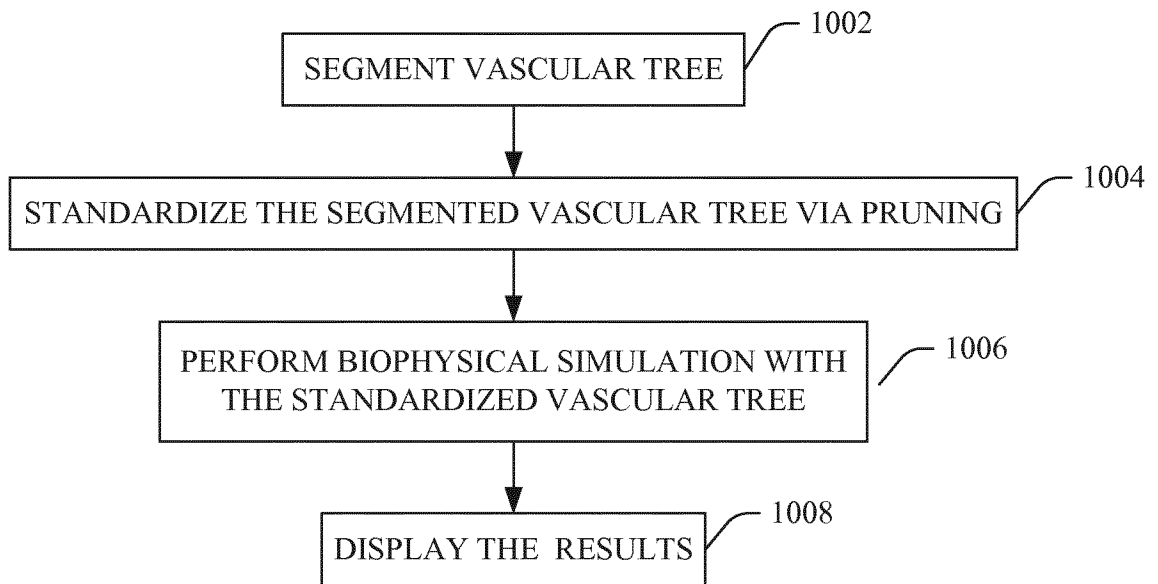 1002
SEGMENT VASCULAR TREE
1004
STANDARDIZE THE SEGMENTED VASCULAR TREE VIA PRUNING
1006
PERFORM BIOPHYSICAL SIMULATION WITH
THE STANDARDIZED VASCULAR TREE
1008
DISPLAY THE RESULTS